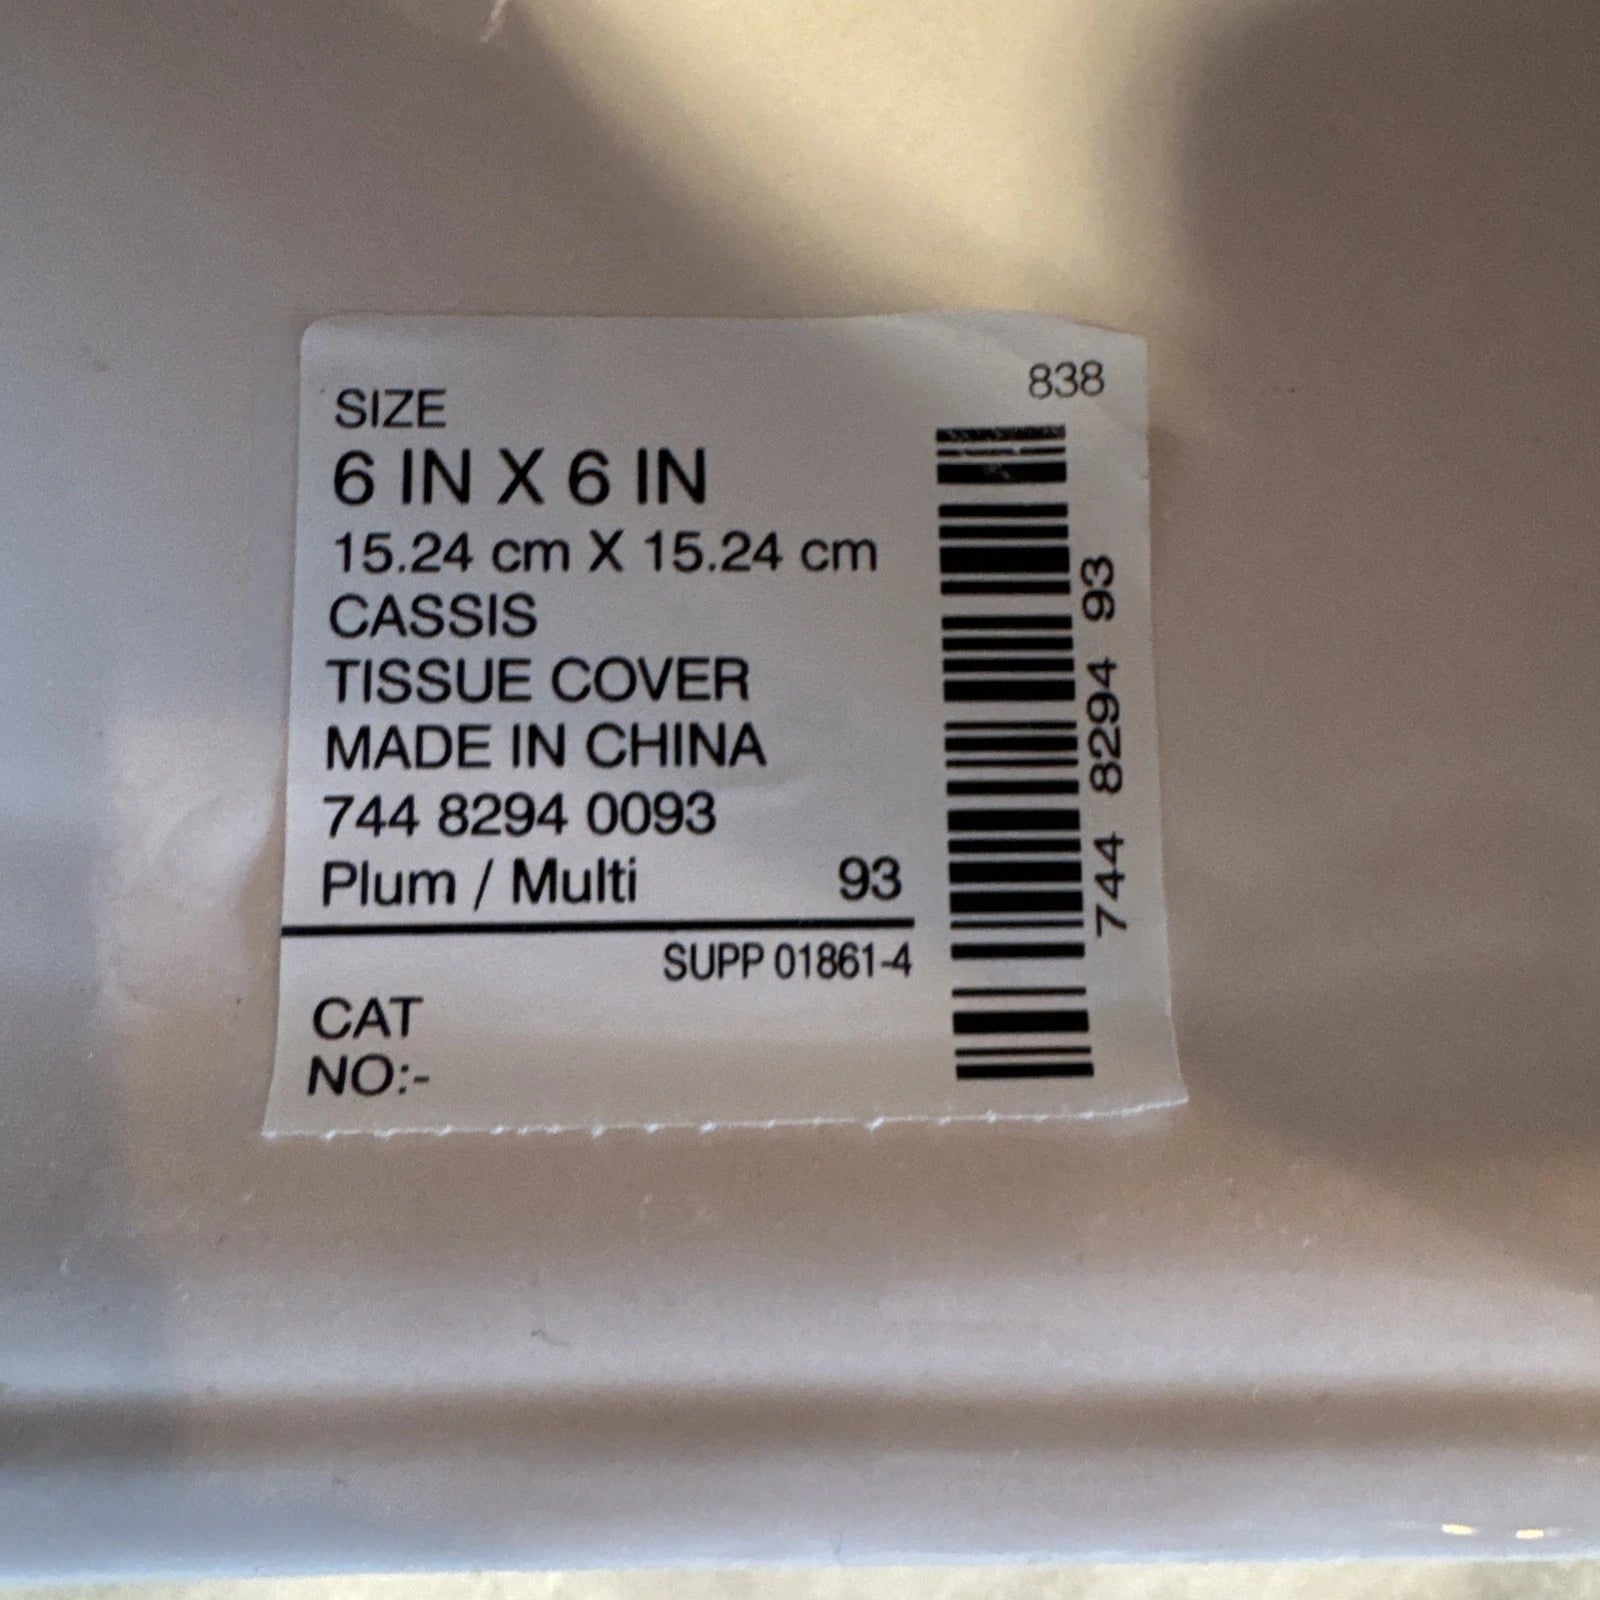 838
SIZE
6 IN X 6 IN
15.24 cm X 15.24 cm
CASSIS
TISSUE COVER
MADE IN CHINA
744 8294 0093
Plum / Multi 93
SUPP 01861-4
CAT
NO:-
744 8294 93